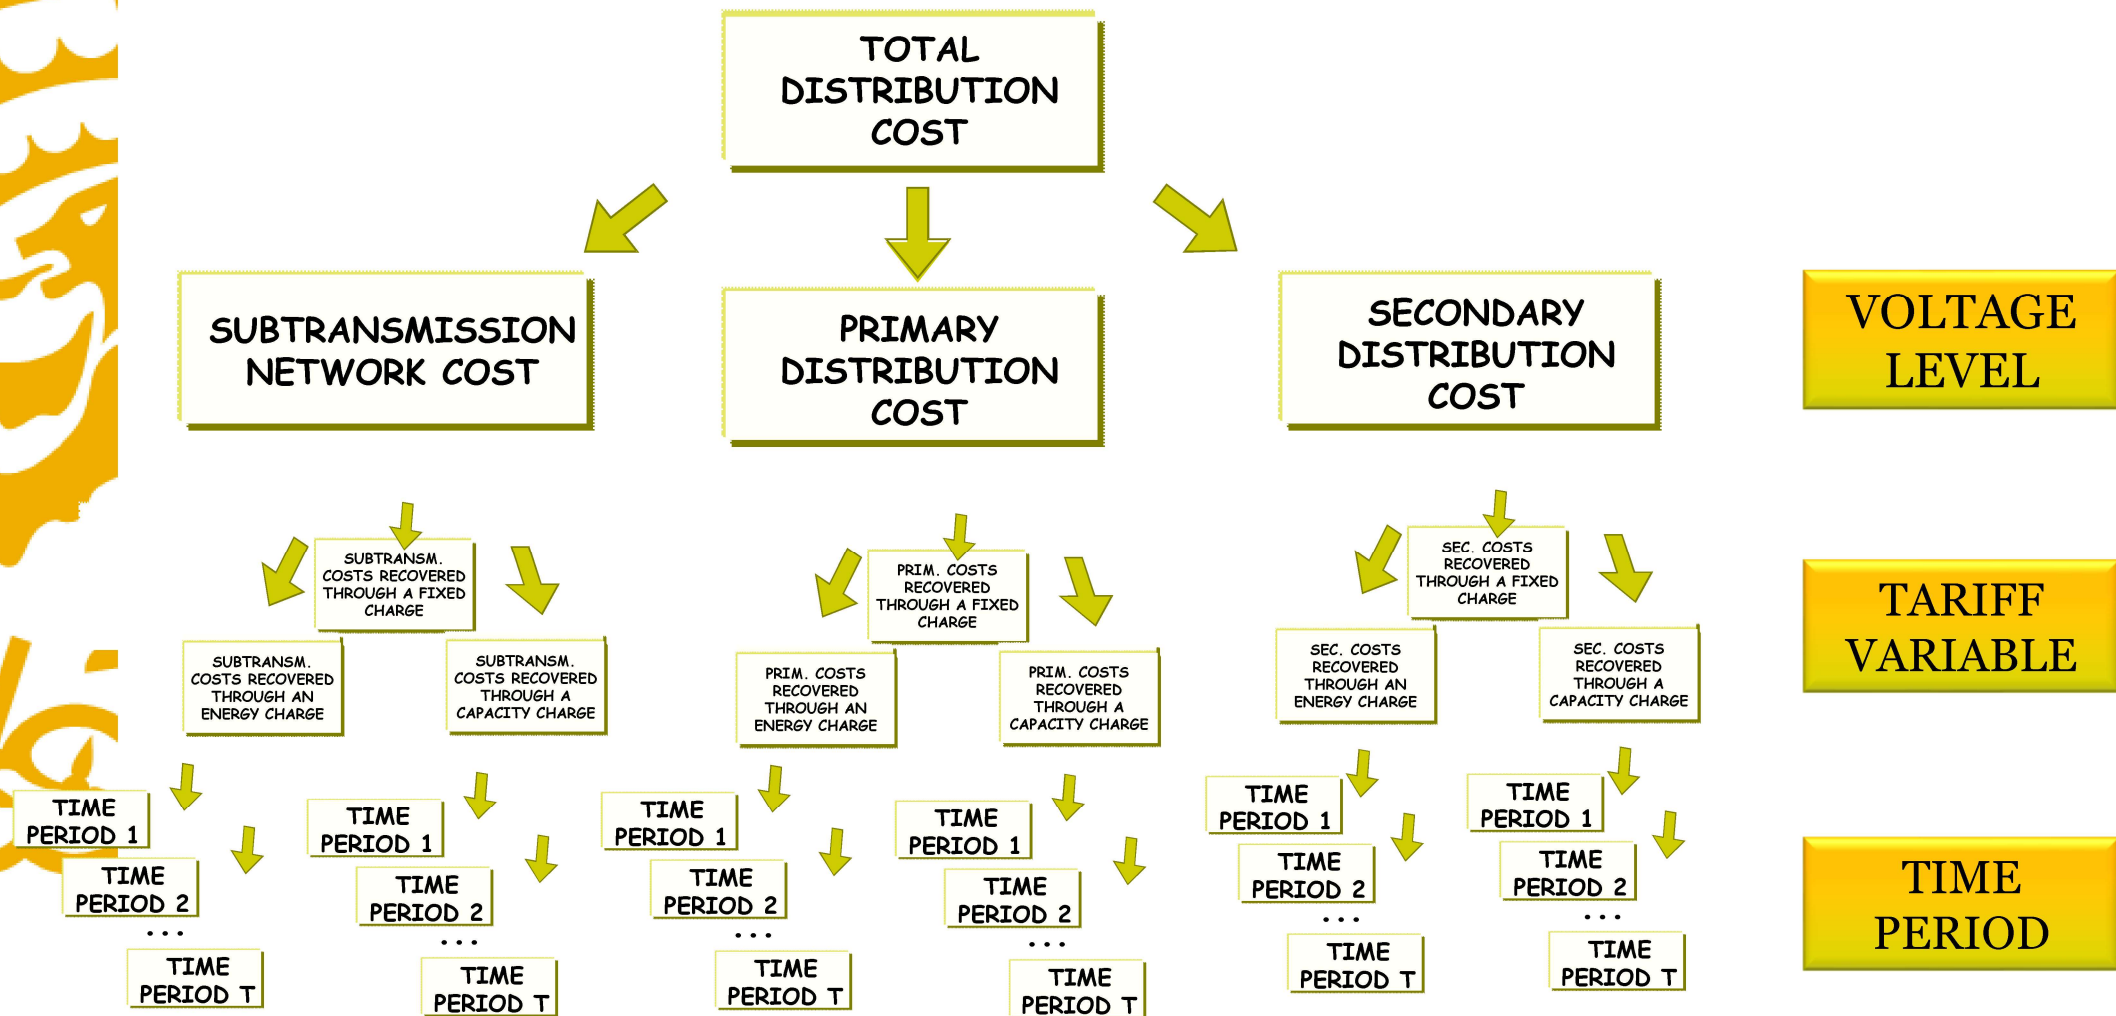 TOTAL
DISTRIBUTION
COST
SUBTRANSMISSION
NETWORK COST
PRIMARY
DISTRIBUTION
COST
SECONDARY
DISTRIBUTION
COST
VOLTAGE
LEVEL
SUBTRANSM.
COSTS RECOVERED
THROUGH A FIXED
CHARGE
SUBTRANSM.
COSTS RECOVERED
THROUGH AN
ENERGY CHARGE
SUBTRANSM.
COSTS RECOVERED
THROUGH A
CAPACITY CHARGE
PRIM. COSTS
RECOVERED
THROUGH A FIXED
CHARGE
PRIM. COSTS
RECOVERED
THROUGH AN
ENERGY CHARGE
PRIM. COSTS
RECOVERED
THROUGH A
CAPACITY CHARGE
SEC. COSTS
RECOVERED
THROUGH A FIXED
CHARGE
SEC. COSTS
RECOVERED
THROUGH AN
ENERGY CHARGE
SEC. COSTS
RECOVERED
THROUGH A
CAPACITY CHARGE
TARIFF
VARIABLE
TIME
PERIOD 1
TIME
PERIOD 2
...
TIME
PERIOD T
TIME
PERIOD 1
TIME
PERIOD 2
...
TIME
PERIOD T
TIME
PERIOD 1
TIME
PERIOD 2
...
TIME
PERIOD T
TIME
PERIOD 1
TIME
PERIOD 2
...
TIME
PERIOD T
TIME
PERIOD 1
TIME
PERIOD 2
...
TIME
PERIOD T
TIME
PERIOD 1
TIME
PERIOD 2
...
TIME
PERIOD T
TIME
PERIOD